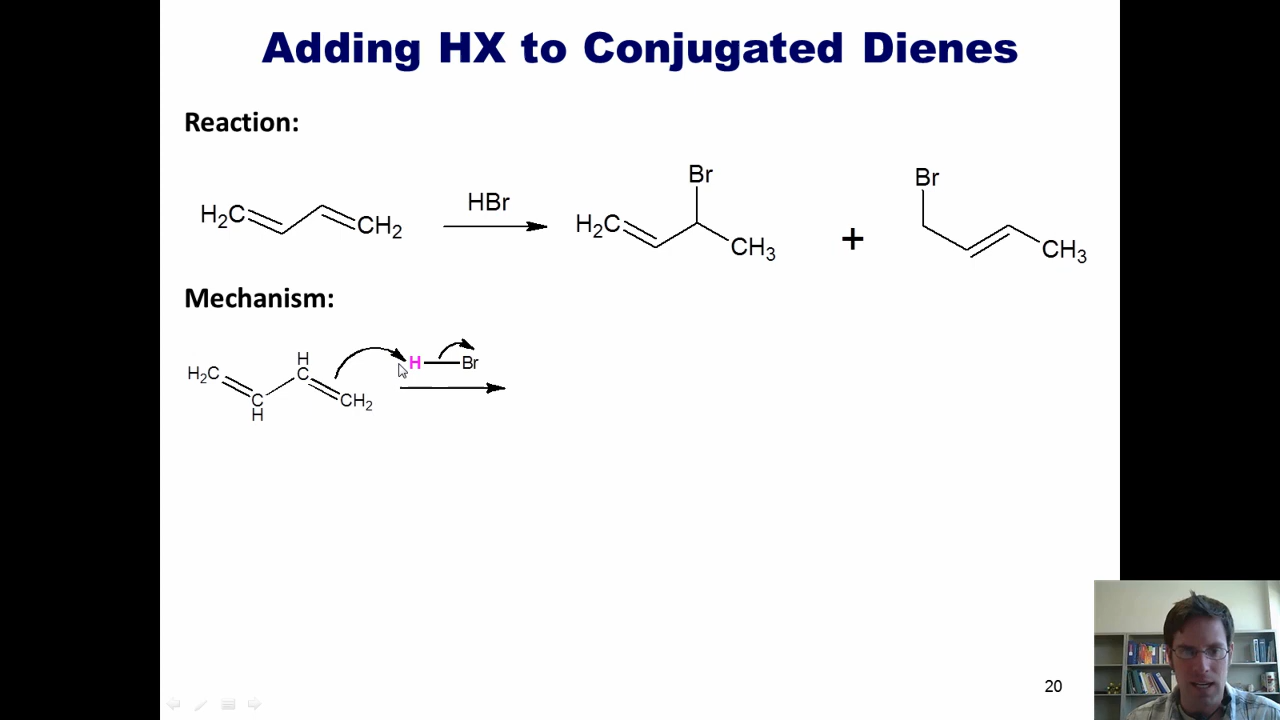 Adding HX to Conjugated Dienes
Reaction:
H₂C CH₂ HBr H₂C Br CH₃ + Br CH₃
Mechanism:
H₂C C H H C CH₂ H Br
20